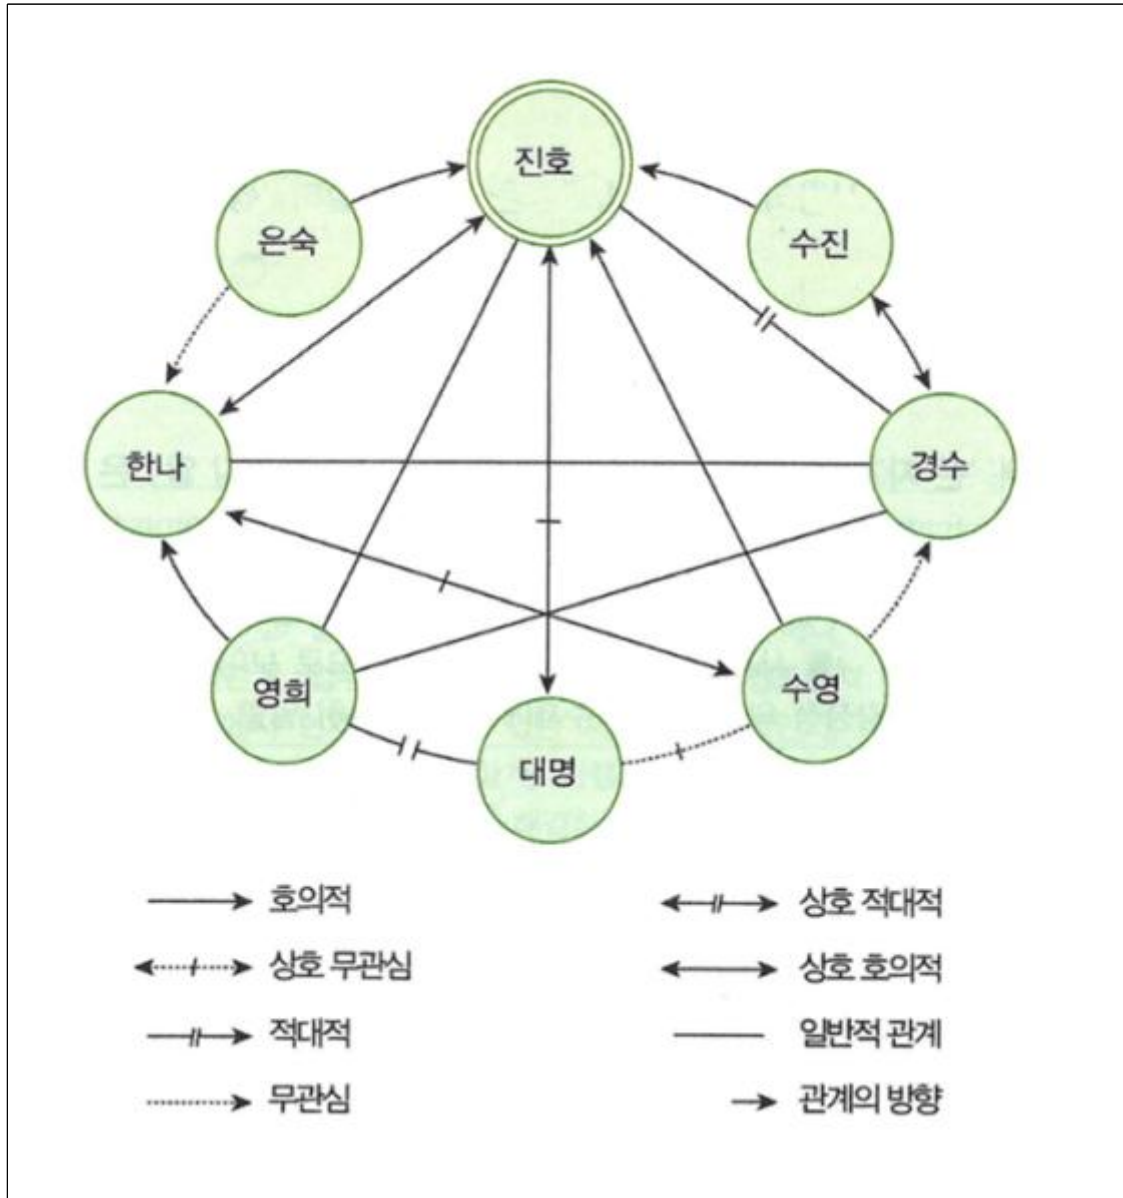 진호
은숙
수진
한나
경수
영희
수영
대명
호의적
상호 적대적
상호 무관심
상호 호의적
적대적
일반적 관계
무관심
관계의 방향